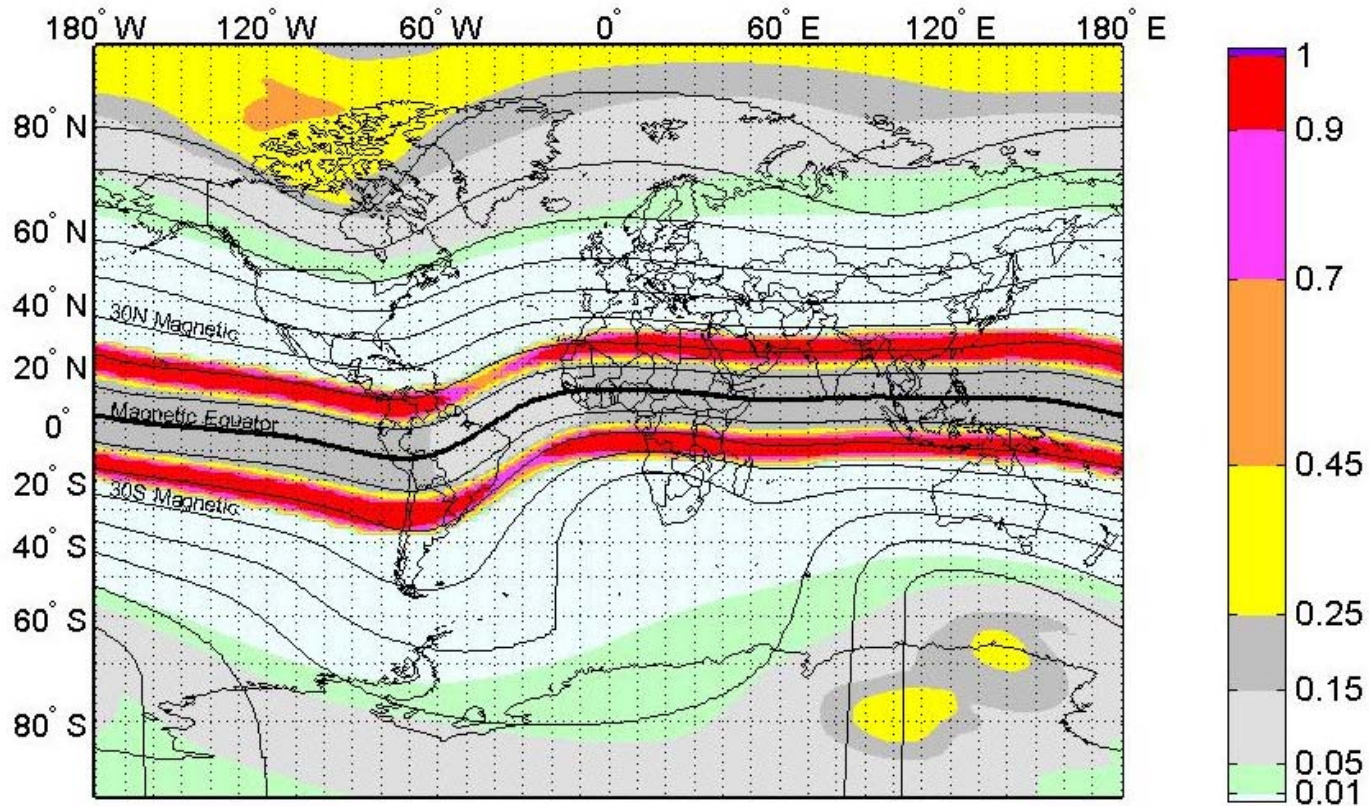 180° W 120° W 60° W 0° 60° E 120° E 180° E
80° N
60° N
40° N
20° N
0°
20° S
40° S
60° S
80° S
30N Magnetic
Magnetic Equator
30S Magnetic
1
0.9
0.7
0.45
0.25
0.15
0.05
0.01